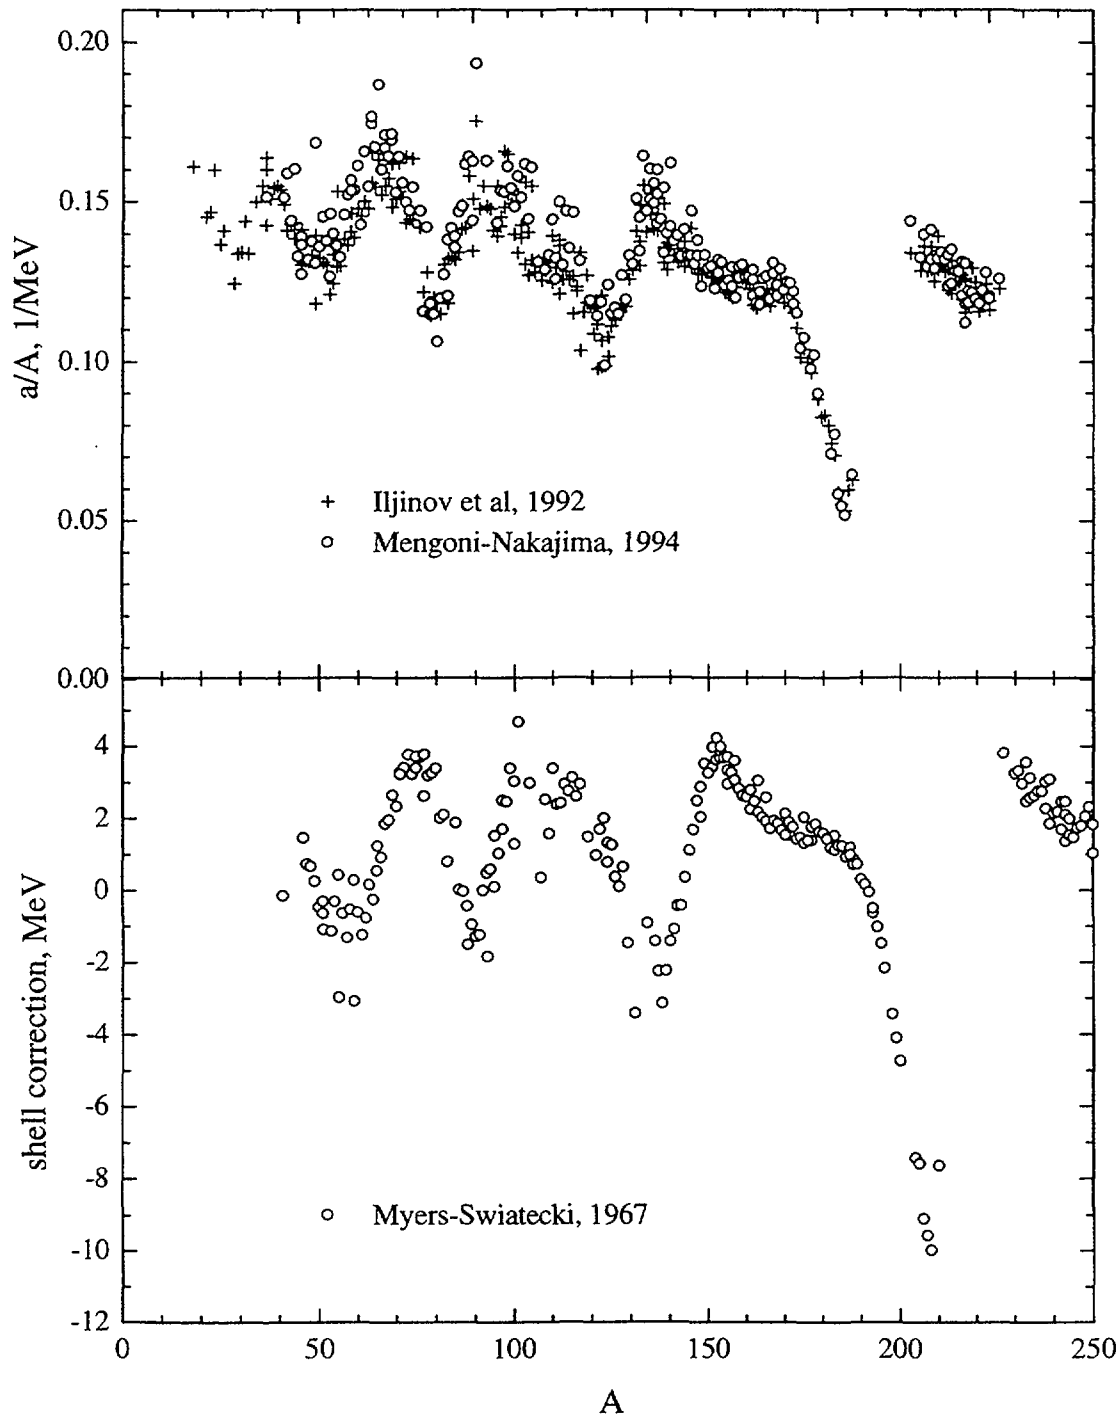 0.20
0.15
0.10
0.05
0.00
a/A, 1/MeV
+ Iljinov et al, 1992
o Mengoni-Nakajima, 1994
4
2
0
-2
-4
-6
-8
-10
-12
shell correction, MeV
o Myers-Swiatecki, 1967
0 50 100 150 200 250
A